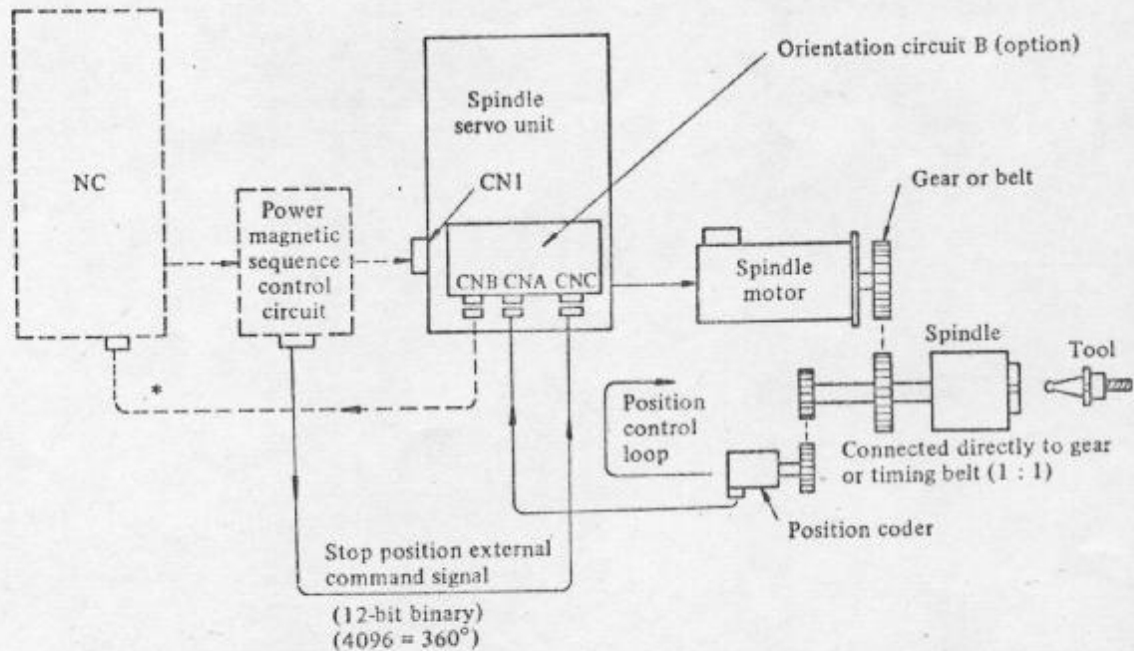 Orientation circuit B (option)
Spindle
servo unit
NC
CN1
Gear or belt
Power
magnetic
sequence
control
circuit
CNB CNA CNC
Spindle
motor
Spindle
Tool
*
Position
control
loop
Connected directly to gear
or timing belt (1 : 1)
Position coder
Stop position external
command signal
(12-bit binary)
(4096 = 360°)